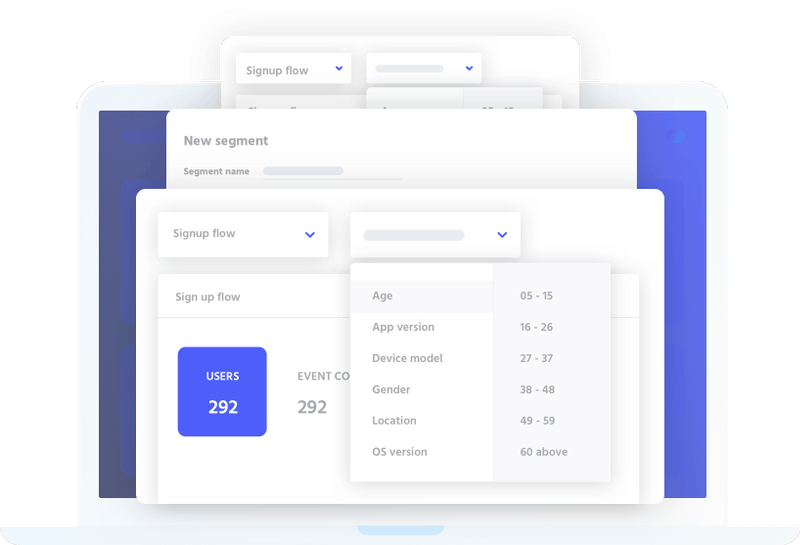 Signup flow
New segment
Segment name
Signup flow
Sign up flow
Age 05 - 15
App version 16 - 26
Device model 27 - 37
Gender 38 - 48
Location 49 - 59
OS version 60 above
USERS EVENT CO
292 292